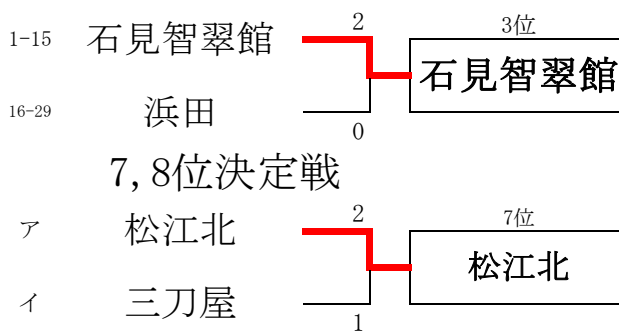 2 3位
1-15 石見智翠館
石見智翠館
16-29 浜田
0
7,8位決定戦
2 7位
ア 松江北
松江北
イ 三刀屋
1